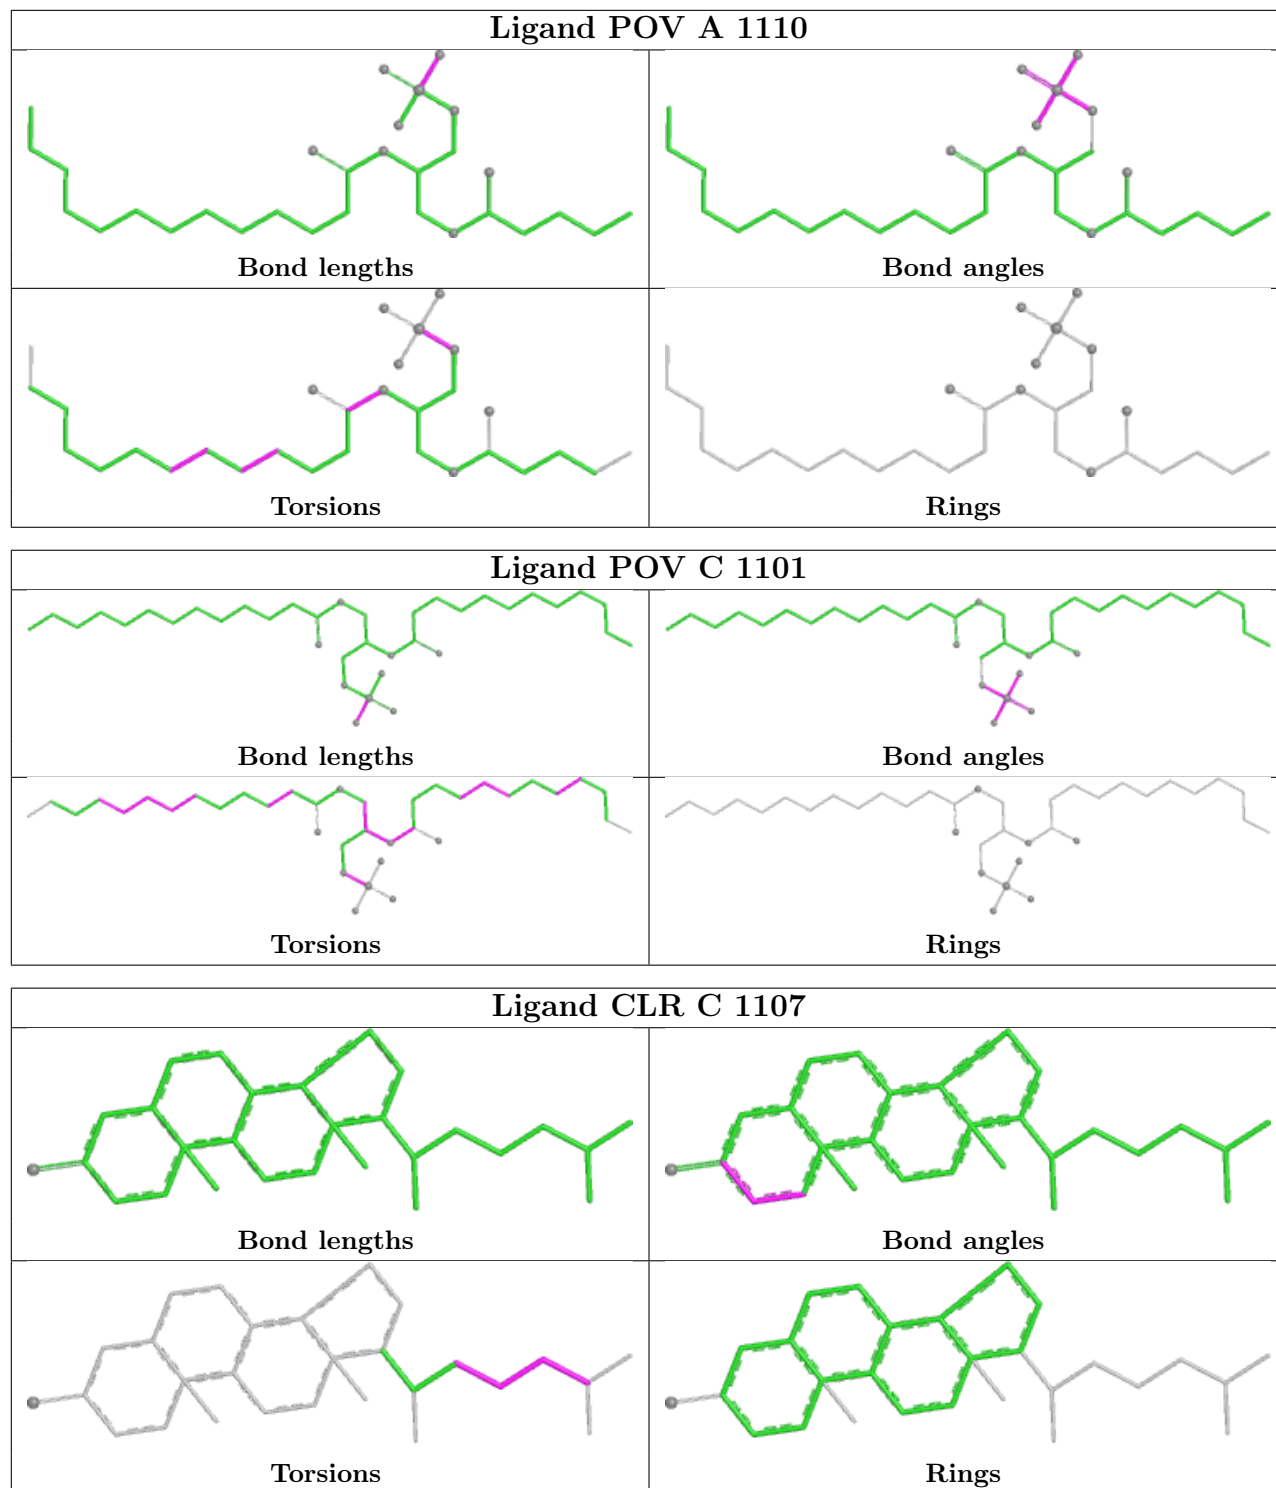 Ligand POV A 1110
Bond lengths
Bond angles
Torsions
Rings
Ligand POV C 1101
Bond lengths
Bond angles
Torsions
Rings
Ligand CLR C 1107
Bond lengths
Bond angles
Torsions
Rings